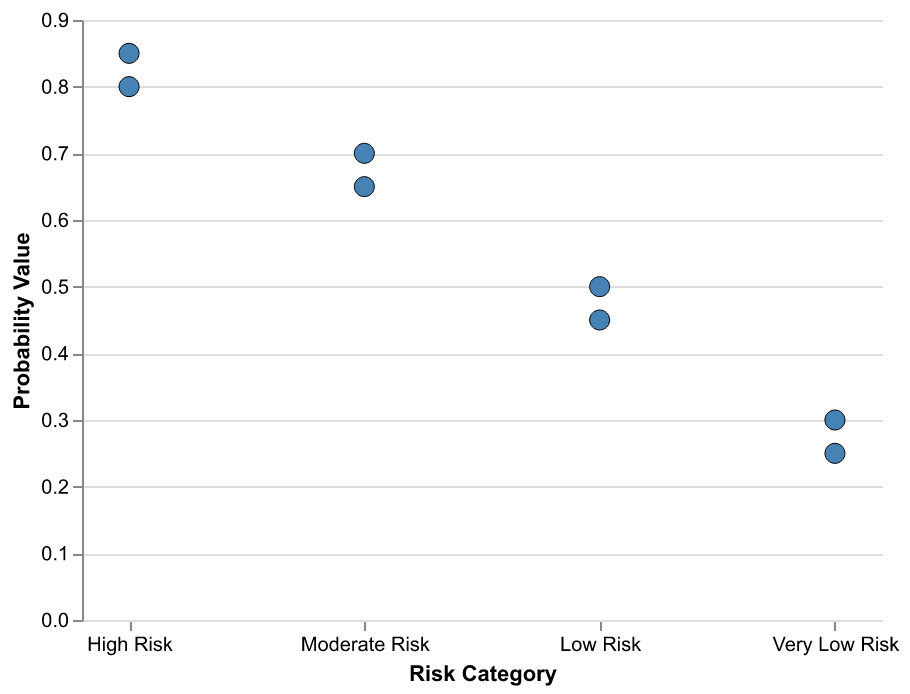 0.9
0.8
0.7
0.6
0.5
0.4
0.3
0.2
0.1
0.0
Probability Value
High Risk
Moderate Risk
Low Risk
Very Low Risk
Risk Category